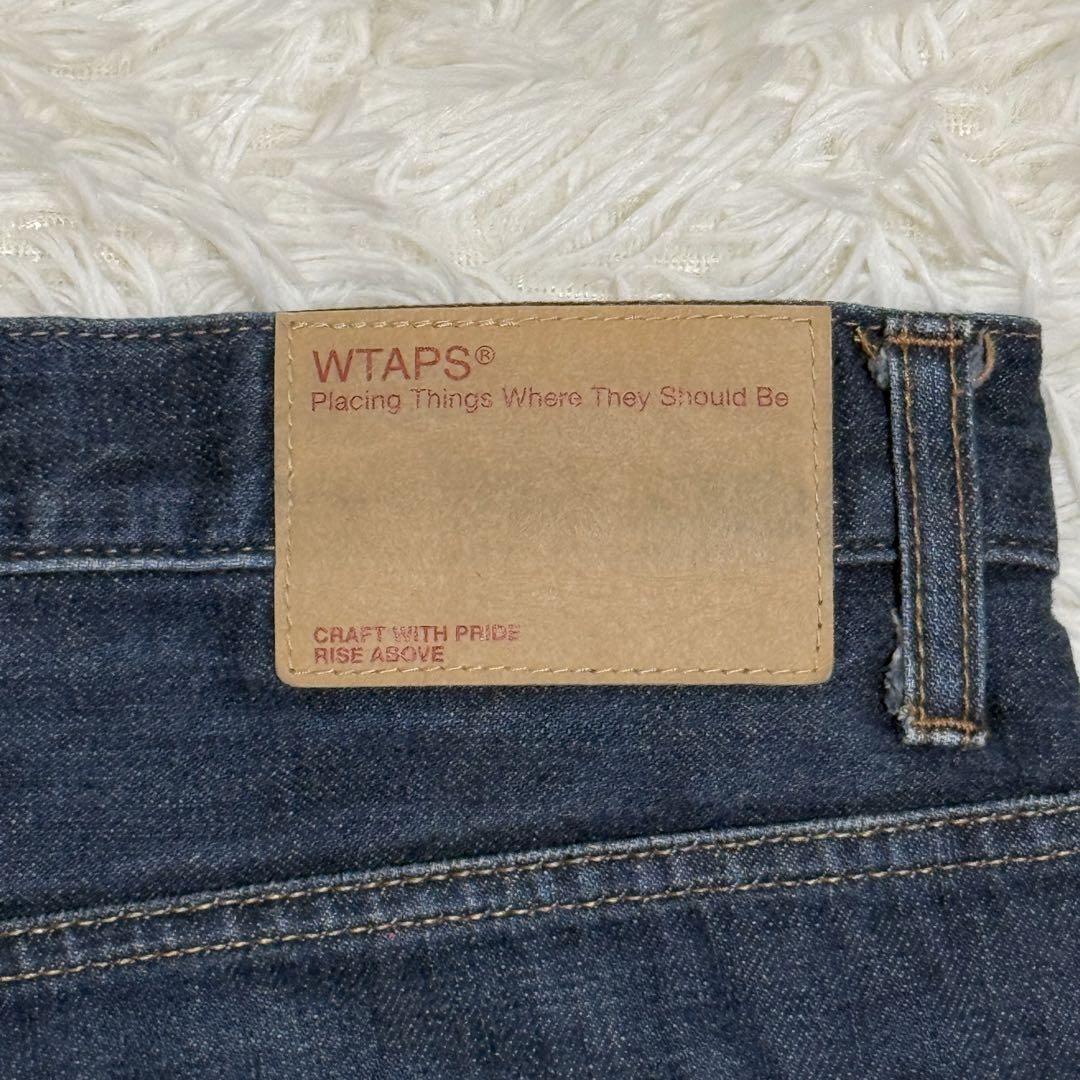 WTAPS®
Placing Things Where They Should Be
CRAFT WITH PRIDE
RISE ABOVE